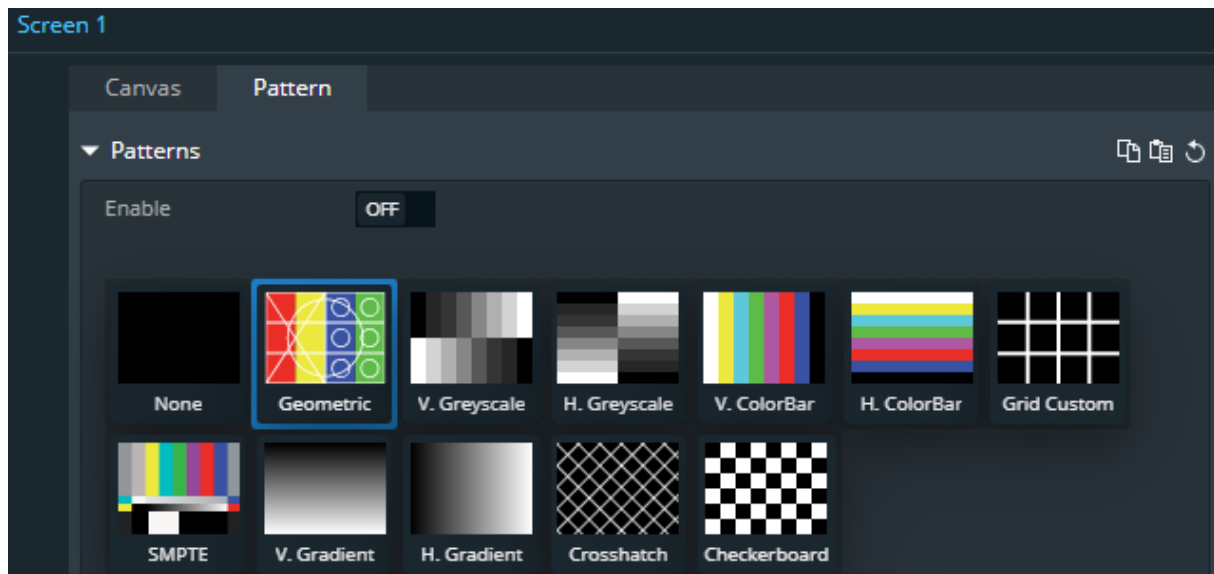 Screen 1
Canvas Pattern
Patterns
Enable OFF
None Geometric V. Greyscale H. Greyscale V. ColorBar H. ColorBar Grid Custom
SMPTE V. Gradient H. Gradient Crosshatch Checkerboard